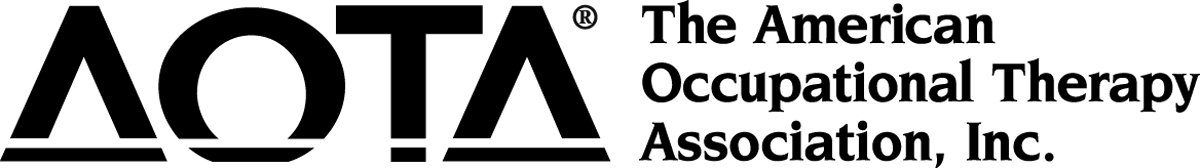 AOTA®
The American
Occupational Therapy
Association, Inc.